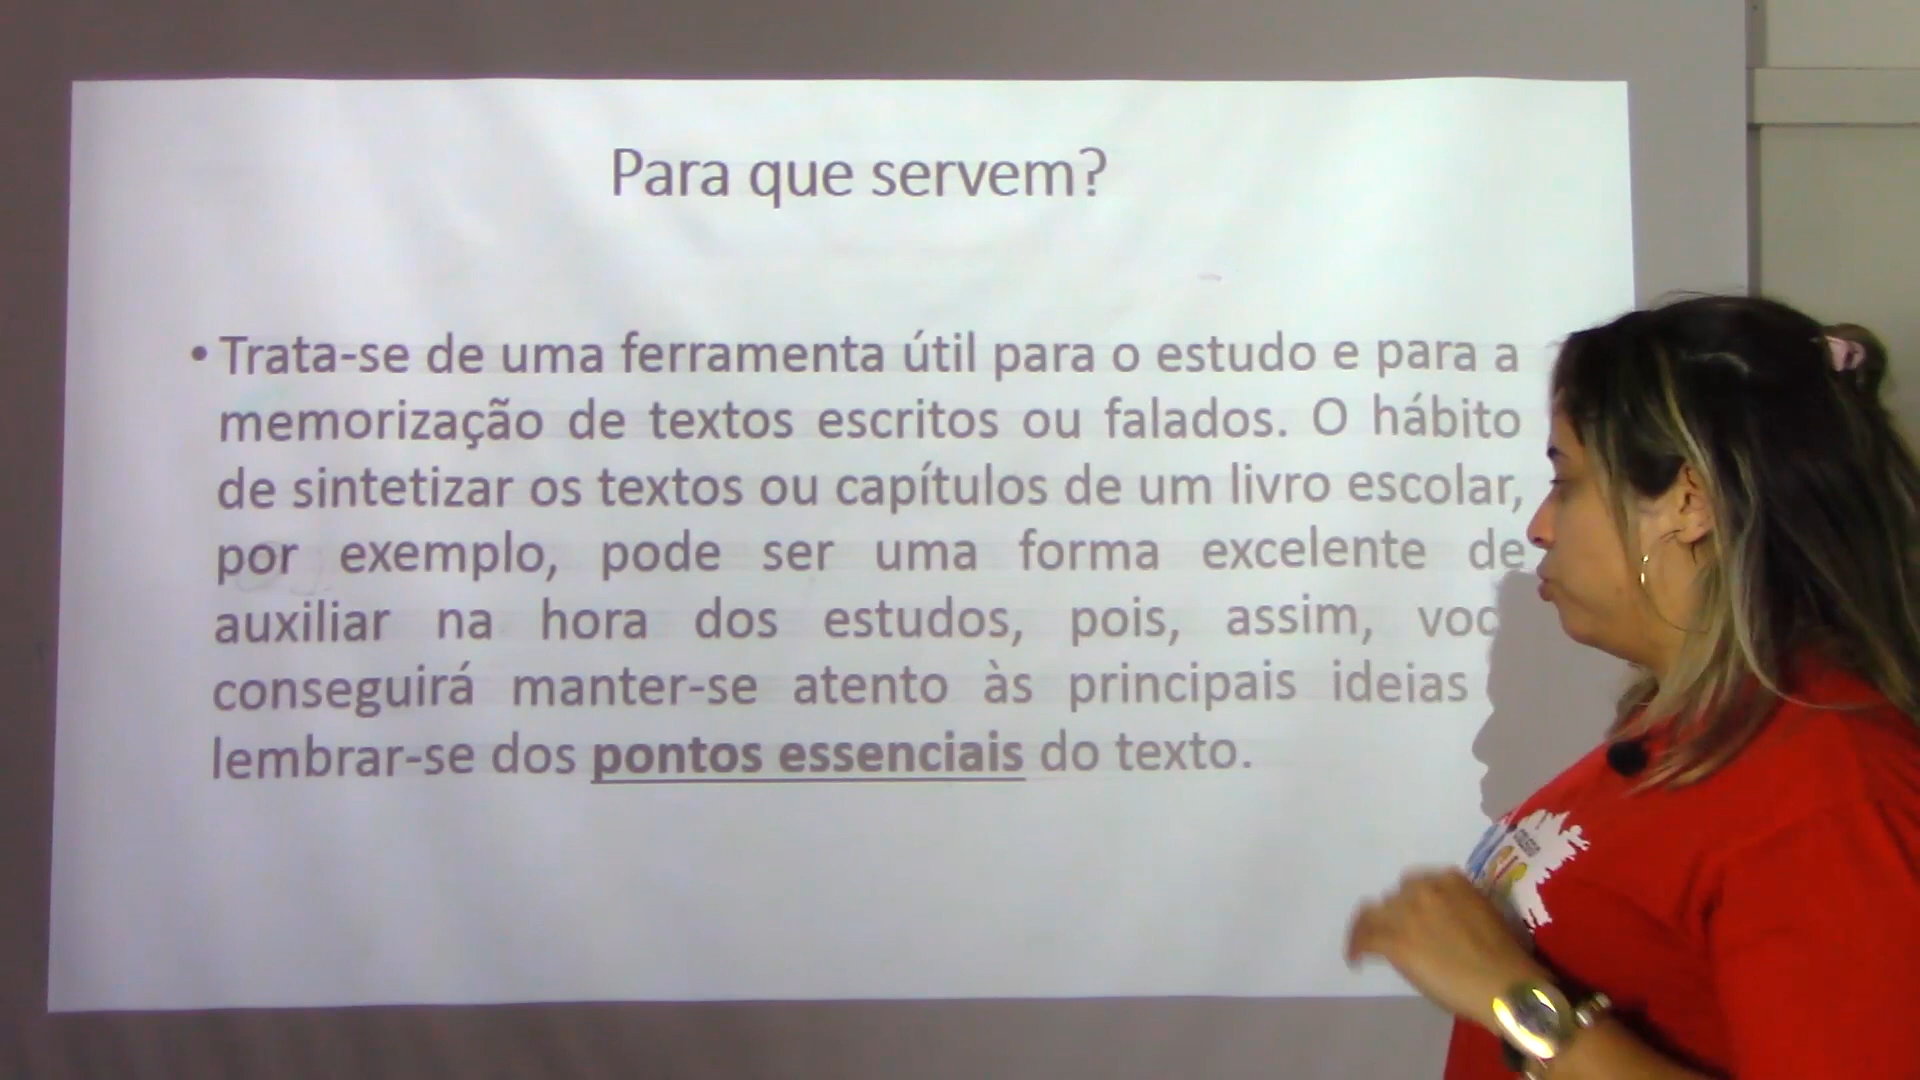 Para que servem?
• Trata-se de uma ferramenta útil para o estudo e para a
memorização de textos escritos ou falados. O hábito
de sintetizar os textos ou capítulos de um livro escolar,
por exemplo, pode ser uma forma excelente de
auxiliar na hora dos estudos, pois, assim,
conseguirá manter-se atento às principais ideias
lembrar-se dos pontos essenciais do texto.